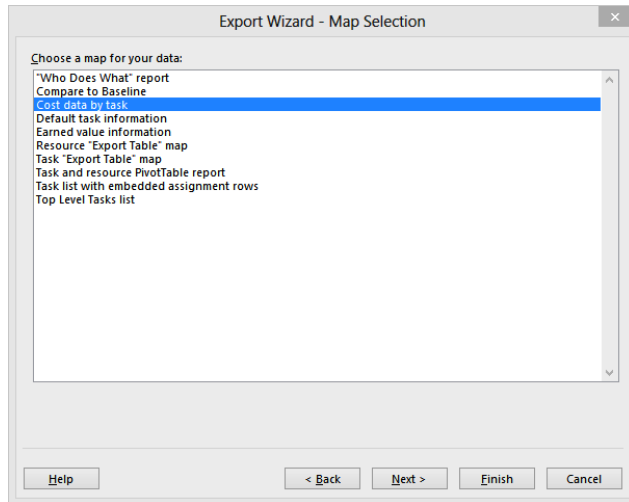 Export Wizard - Map Selection
Choose a map for your data:
"Who Does What" report
Compare to Baseline
Cost data by task
Default task information
Earned value information
Resource "Export Table" map
Task "Export Table" map
Task and resource PivotTable report
Task list with embedded assignment rows
Top Level Tasks list
Help
< Back
Next >
Finish
Cancel